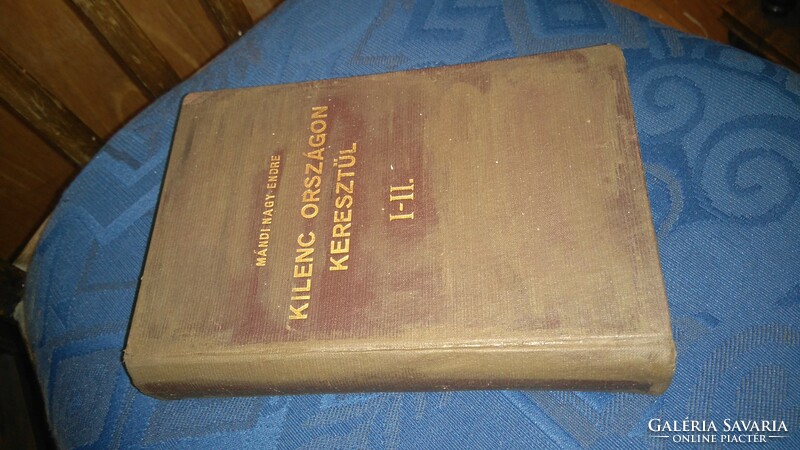 MÁNDI NAGY ENDRE
KILENC ORSZÁGON
KERESZTÜL
I-II.
GALÉRIA SAVARIA
ONLINE PIACTÉR